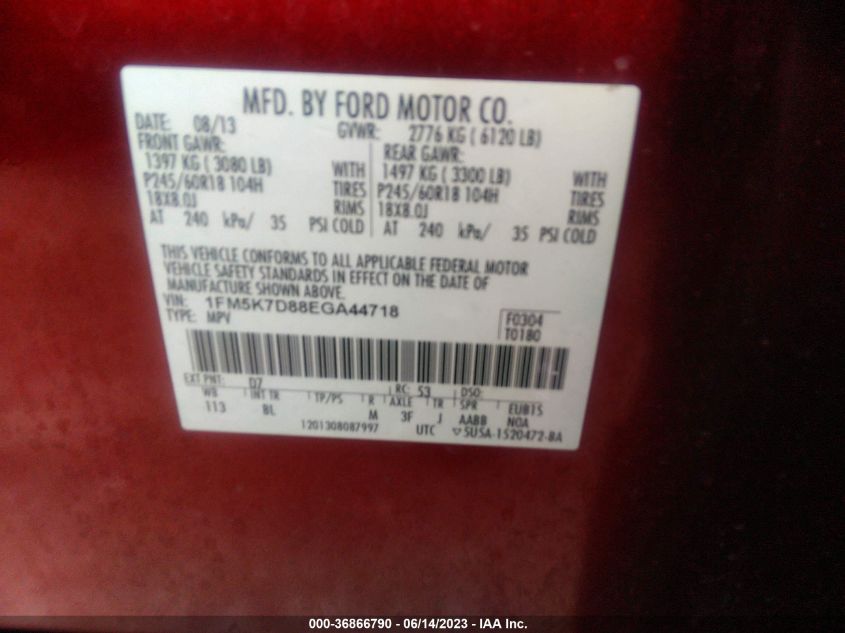 MFD. BY FORD MOTOR CO.
DATE: 08/13 GVWR: 2776 KG ( 6120 LB)
FRONT GAWR: REAR GAWR:
1397 KG ( 3080 LB) WITH 1497 KG ( 3300 LB) WITH
P245/60R18 104H TIRES P245/60R18 104H TIRES
18X8.0J RIMS 18X8.0J RIMS
AT 240 kPa/ 35 PSI COLD AT 240 kPa/ 35 PSI COLD
THIS VEHICLE CONFORMS TO ALL APPLICABLE FEDERAL MOTOR
VEHICLE SAFETY STANDARDS IN EFFECT ON THE DATE OF
MANUFACTURE SHOWN ABOVE.
VIN: 1FM5K7D88EGA44718
TYPE: MPV
F0304
T0180
EXT PNT: D7 RC: 53 DSO:
WB INT TR TP/PS R AXLE TR SPR EUB15
113 BL M 3F J AABB NOA
1201308087997 UTC ▽5U5A-1520472-BA
000-36866790 - 06/14/2023 - IAA Inc.